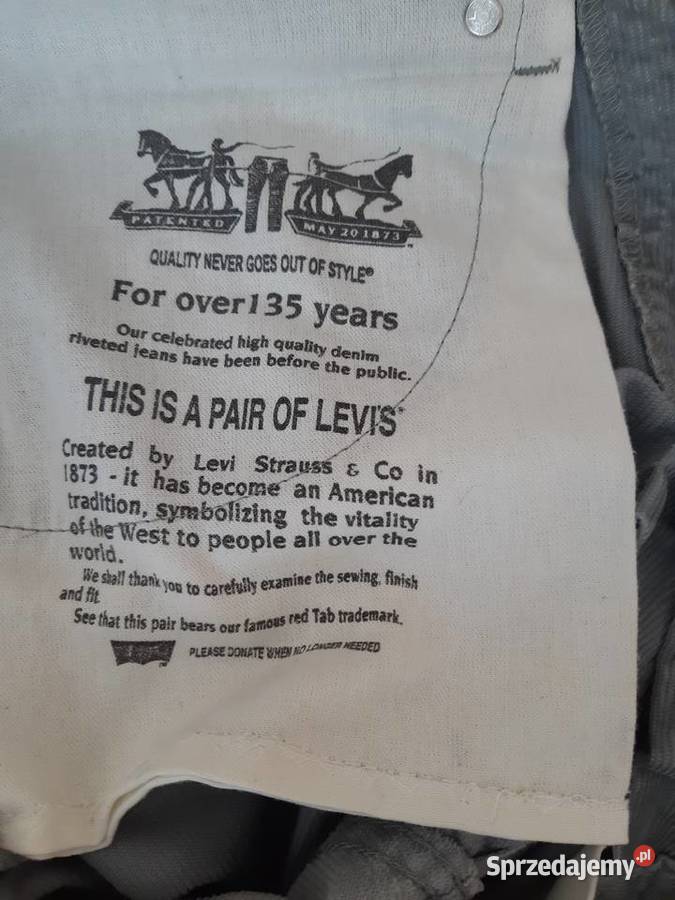 PATENTED
MAY 20 1873
QUALITY NEVER GOES OUT OF STYLE®
For over135 years
Our celebrated high quality denim
riveted jeans have been before the public.
THIS IS A PAIR OF LEVI'S
Created by Levi Strauss & Co in
1873 - it has become an American
tradition, symbolizing the vitality
of the West to people all over the
world.
We shall thank you to carefully examine the sewing, finish
and fit
See that this pair bears our famous red Tab trademark.
PLEASE DONATE WHEN NO LONGER NEEDED
Sprzedajemy.pl